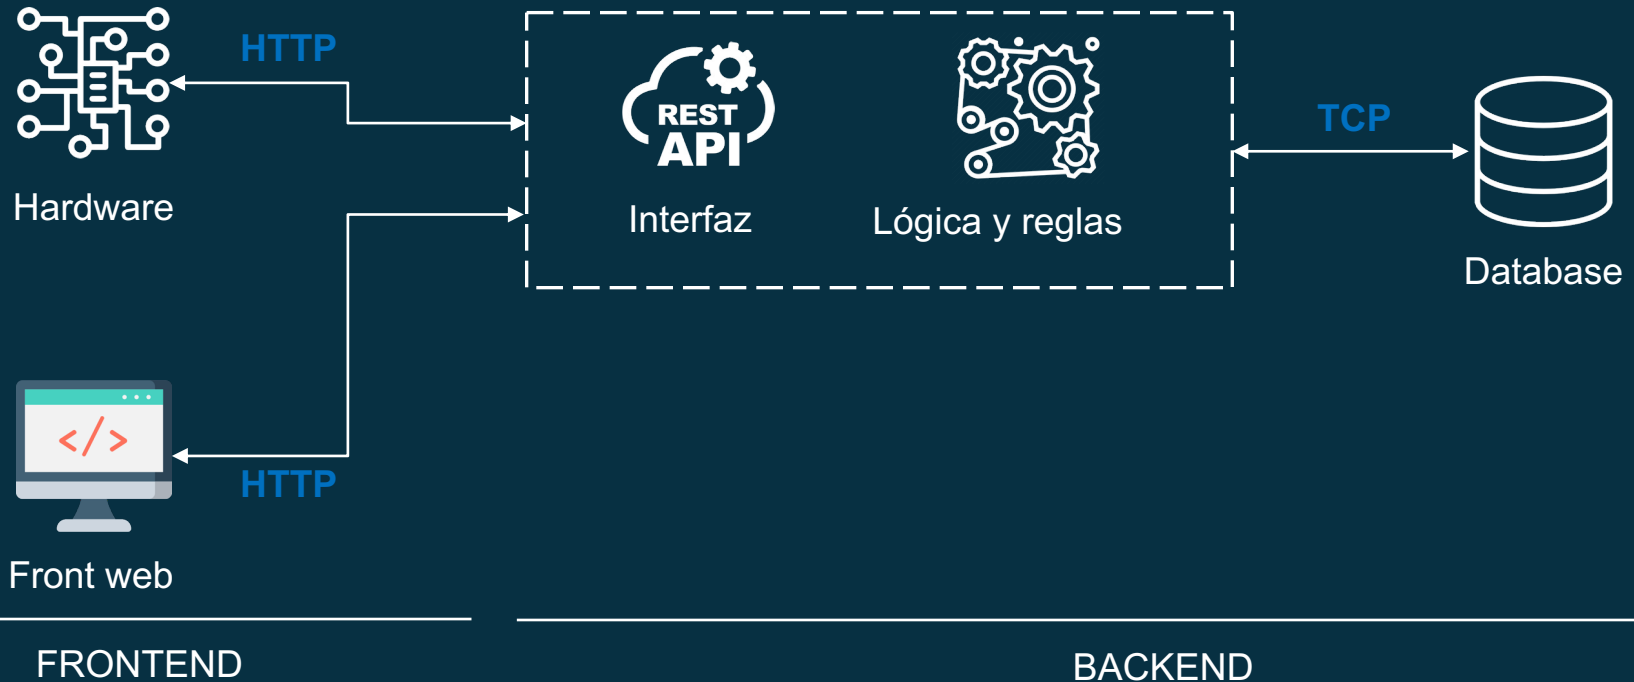 HTTP
Hardware
REST
API
Interfaz
Lógica y reglas
TCP
Database
</>
HTTP
Front web
FRONTEND
BACKEND